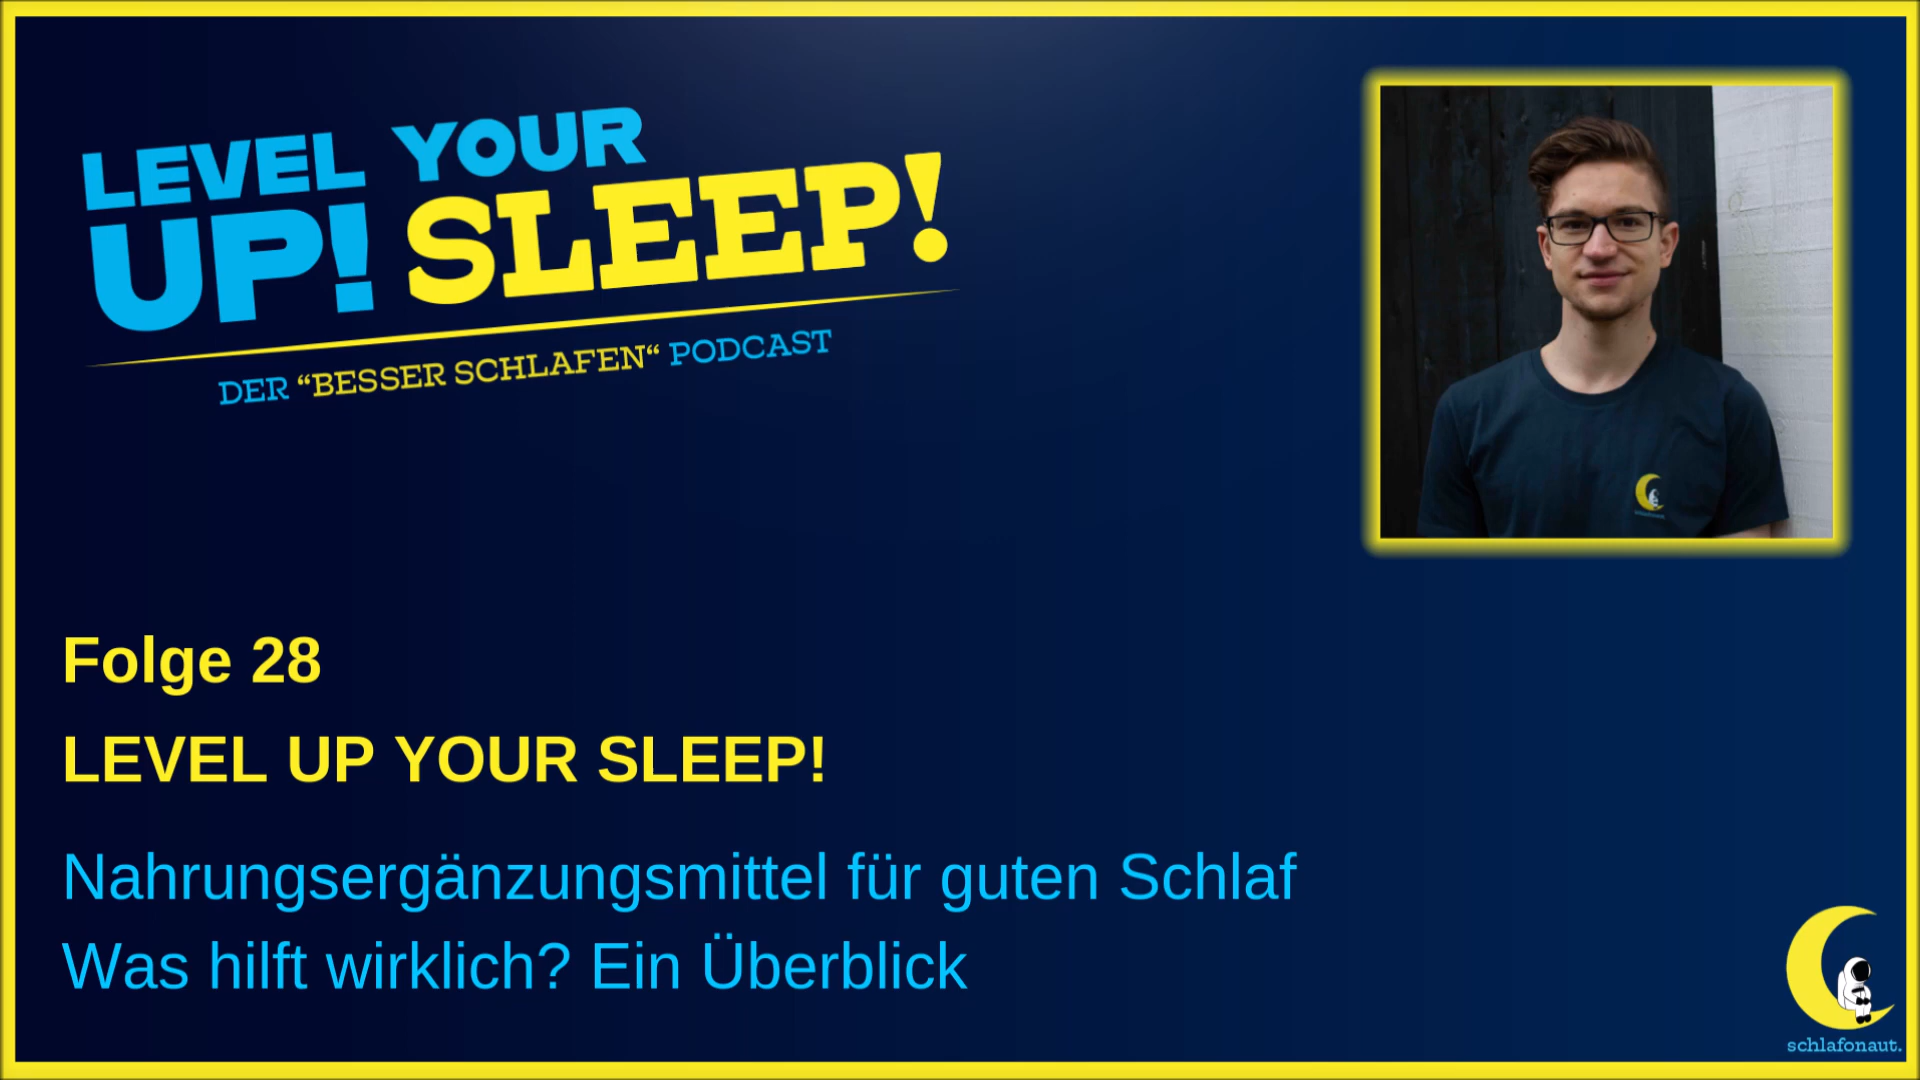 LEVEL YOUR
UP! SLEEP!
DER “BESSER SCHLAFEN“ PODCAST
Folge 28
LEVEL UP YOUR SLEEP!
Nahrungsergänzungsmittel für guten Schlaf
Was hilft wirklich? Ein Überblick
schlafonaut.